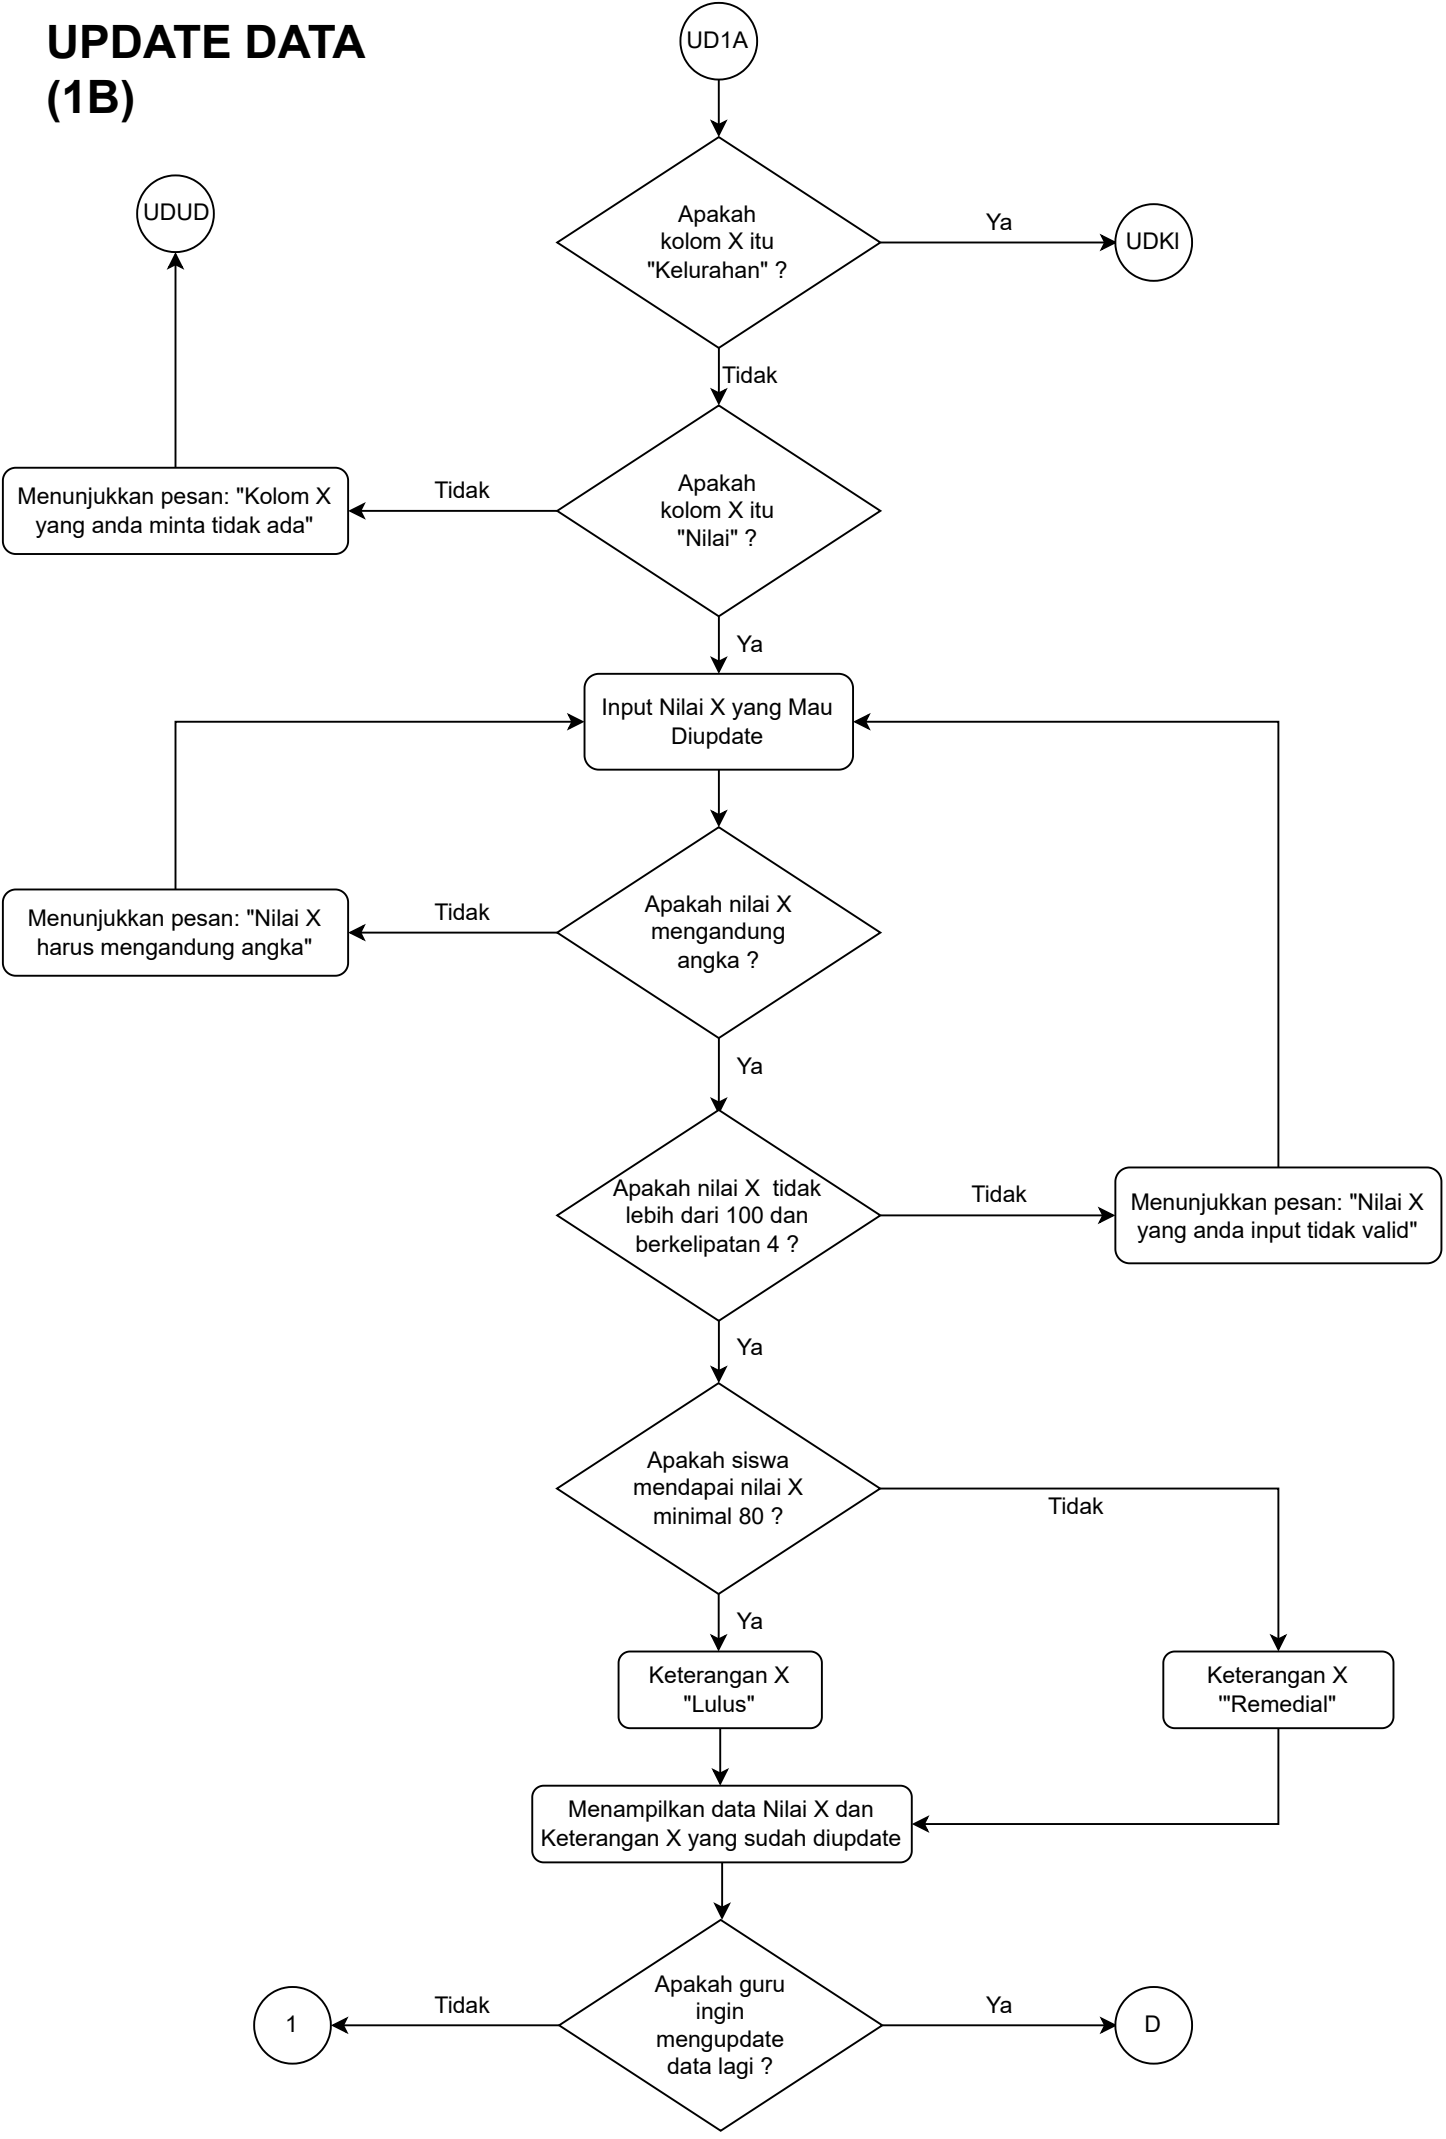 UPDATE DATA
(1B)
UD1A
UDUD
Apakah
kolom X itu
"Kelurahan" ?
Ya
UDKl
Tidak
Menunjukkan pesan: "Kolom X
yang anda minta tidak ada"
Tidak
Apakah
kolom X itu
"Nilai" ?
Ya
Input Nilai X yang Mau
Diupdate
Menunjukkan pesan: "Nilai X
harus mengandung angka"
Tidak
Apakah nilai X
mengandung
angka ?
Ya
Apakah nilai X  tidak
lebih dari 100 dan
berkelipatan 4 ?
Tidak
Menunjukkan pesan: "Nilai X
yang anda input tidak valid"
Ya
Apakah siswa
mendapai nilai X
minimal 80 ?
Tidak
Ya
Keterangan X
"Lulus"
Keterangan X
'"Remedial"
Menampilkan data Nilai X dan
Keterangan X yang sudah diupdate
1
Tidak
Apakah guru
ingin
mengupdate
data lagi ?
Ya
D